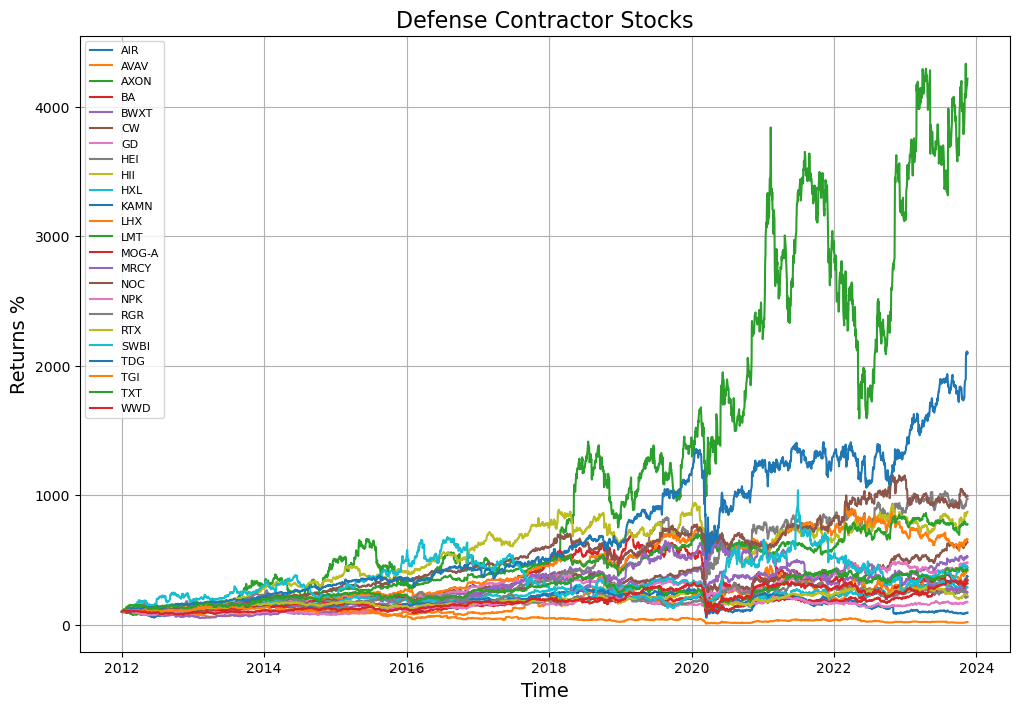 Defense Contractor Stocks
AIR
AVAV
AXON
BA
BWXT
CW
GD
HEI
HII
HXL
KAMN
LHX
LMT
MOG-A
MRCY
NOC
NPK
RGR
RTX
SWBI
TDG
TGI
TXT
WWD
Returns %
4000
3000
2000
1000
0
2012 2014 2016 2018 2020 2022 2024
Time